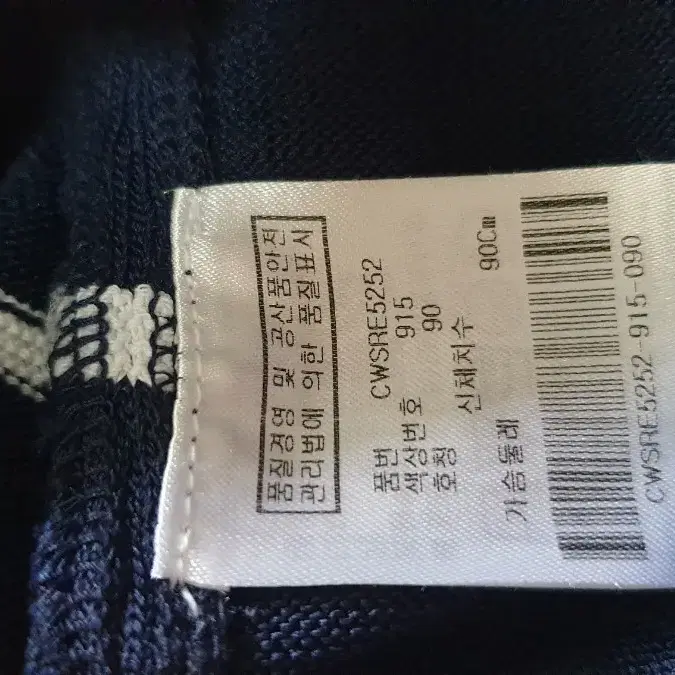 품질경영 및 공산품안전
관리법에 의한 품질표시
품번 CWSRE5252
색상번호 915
호칭 90
신체치수
가슴둘레 90Cm
CWSRE5252-915-090